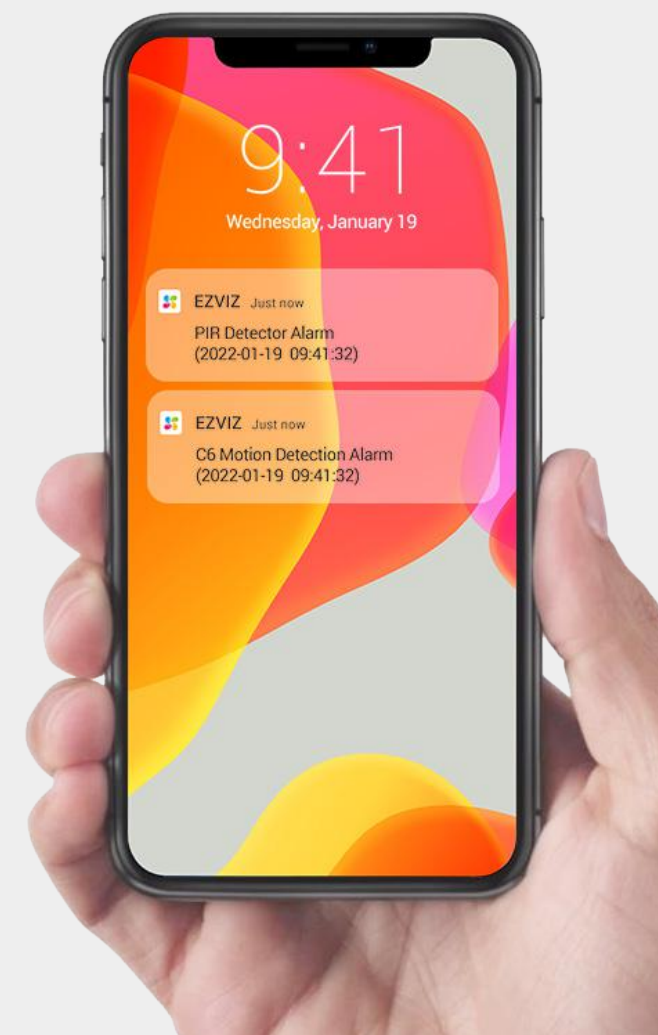 9:41
Wednesday, January 19
EZVIZ Just now
PIR Detector Alarm
(2022-01-19 09:41:32)
EZVIZ Just now
C6 Motion Detection Alarm
(2022-01-19 09:41:32)